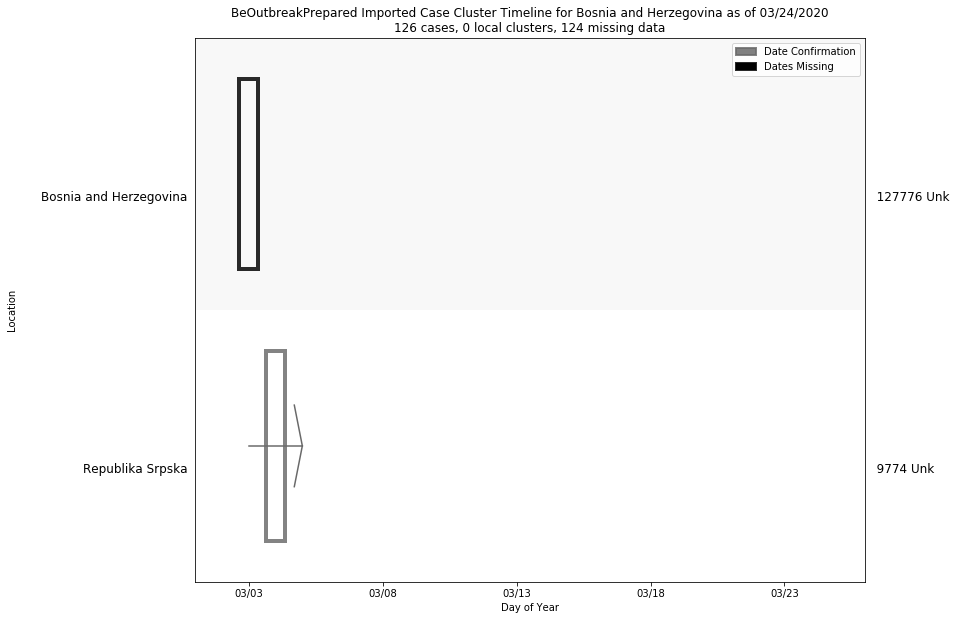 BeOutbreakPrepared Imported Case Cluster Timeline for Bosnia and Herzegovina as of 03/24/2020
126 cases, 0 local clusters, 124 missing data
Date Confirmation
Dates Missing
Bosnia and Herzegovina
127776 Unk
Location
Republika Srpska
9774 Unk
03/03 03/08 03/13 03/18 03/23
Day of Year